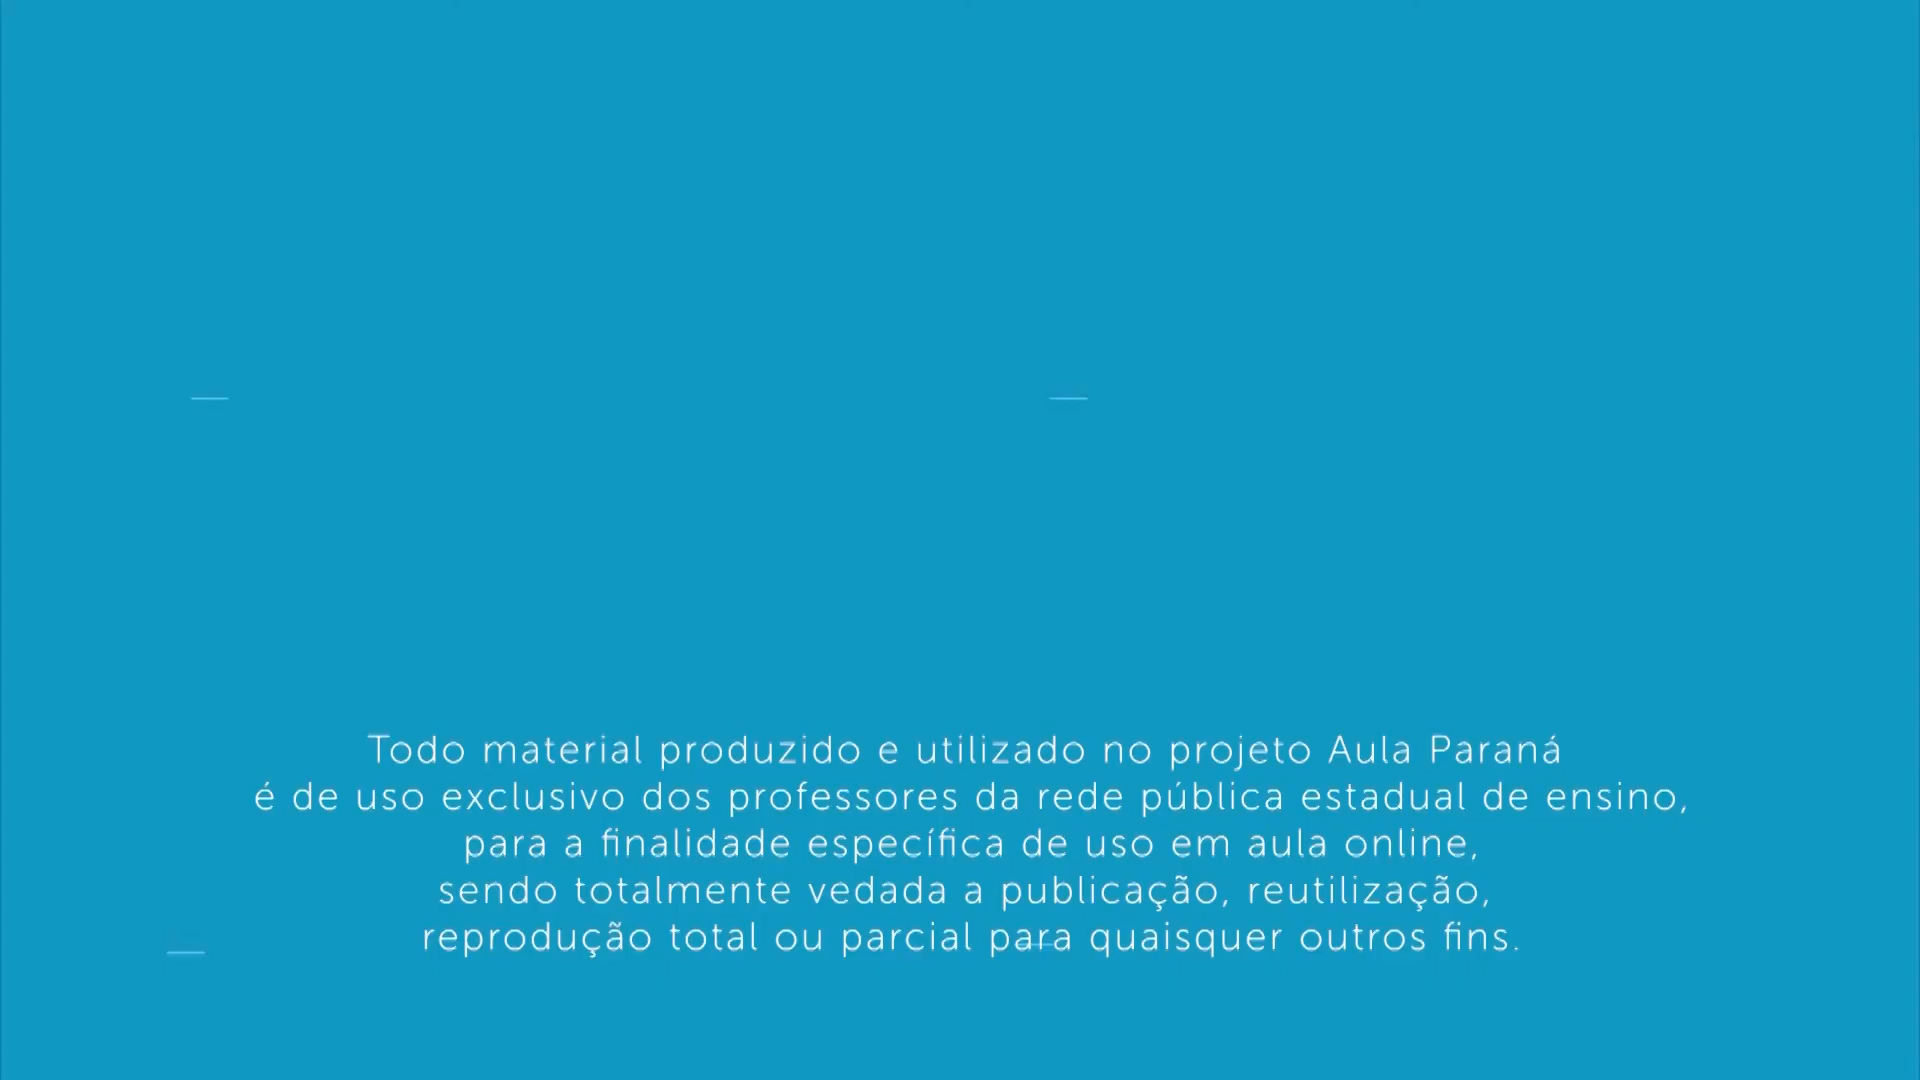 Todo material produzido e utilizado no projeto Aula Paraná
é de uso exclusivo dos professores da rede pública estadual de ensino,
para a finalidade específica de uso em aula online,
sendo totalmente vedada a publicação, reutilização,
reprodução total ou parcial para quaisquer outros fins.